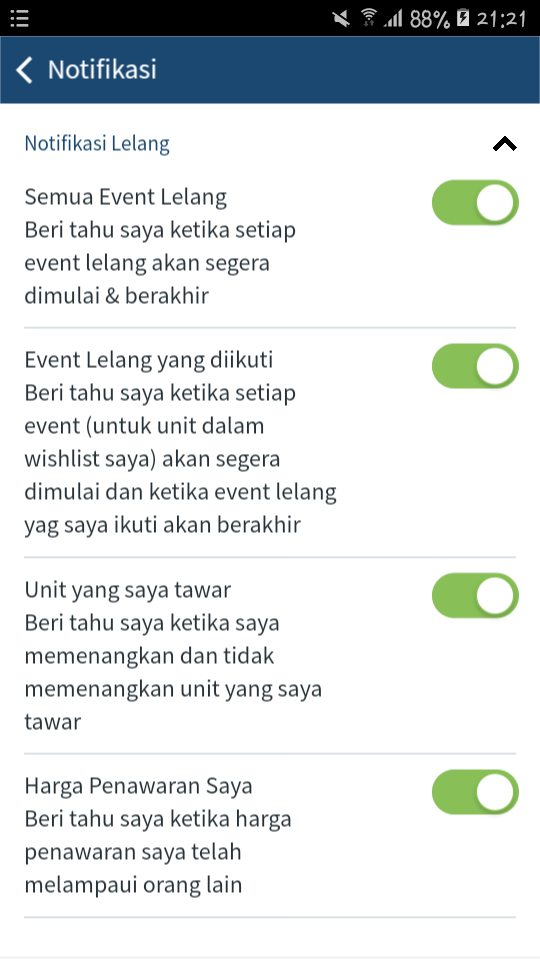 88% 21:21
Notifikasi
Notifikasi Lelang
Semua Event Lelang
Beri tahu saya ketika setiap
event lelang akan segera
dimulai & berakhir
Event Lelang yang diikuti
Beri tahu saya ketika setiap
event (untuk unit dalam
wishlist saya) akan segera
dimulai dan ketika event lelang
yag saya ikuti akan berakhir
Unit yang saya tawar
Beri tahu saya ketika saya
memenangkan dan tidak
memenangkan unit yang saya
tawar
Harga Penawaran Saya
Beri tahu saya ketika harga
penawaran saya telah
melampaui orang lain